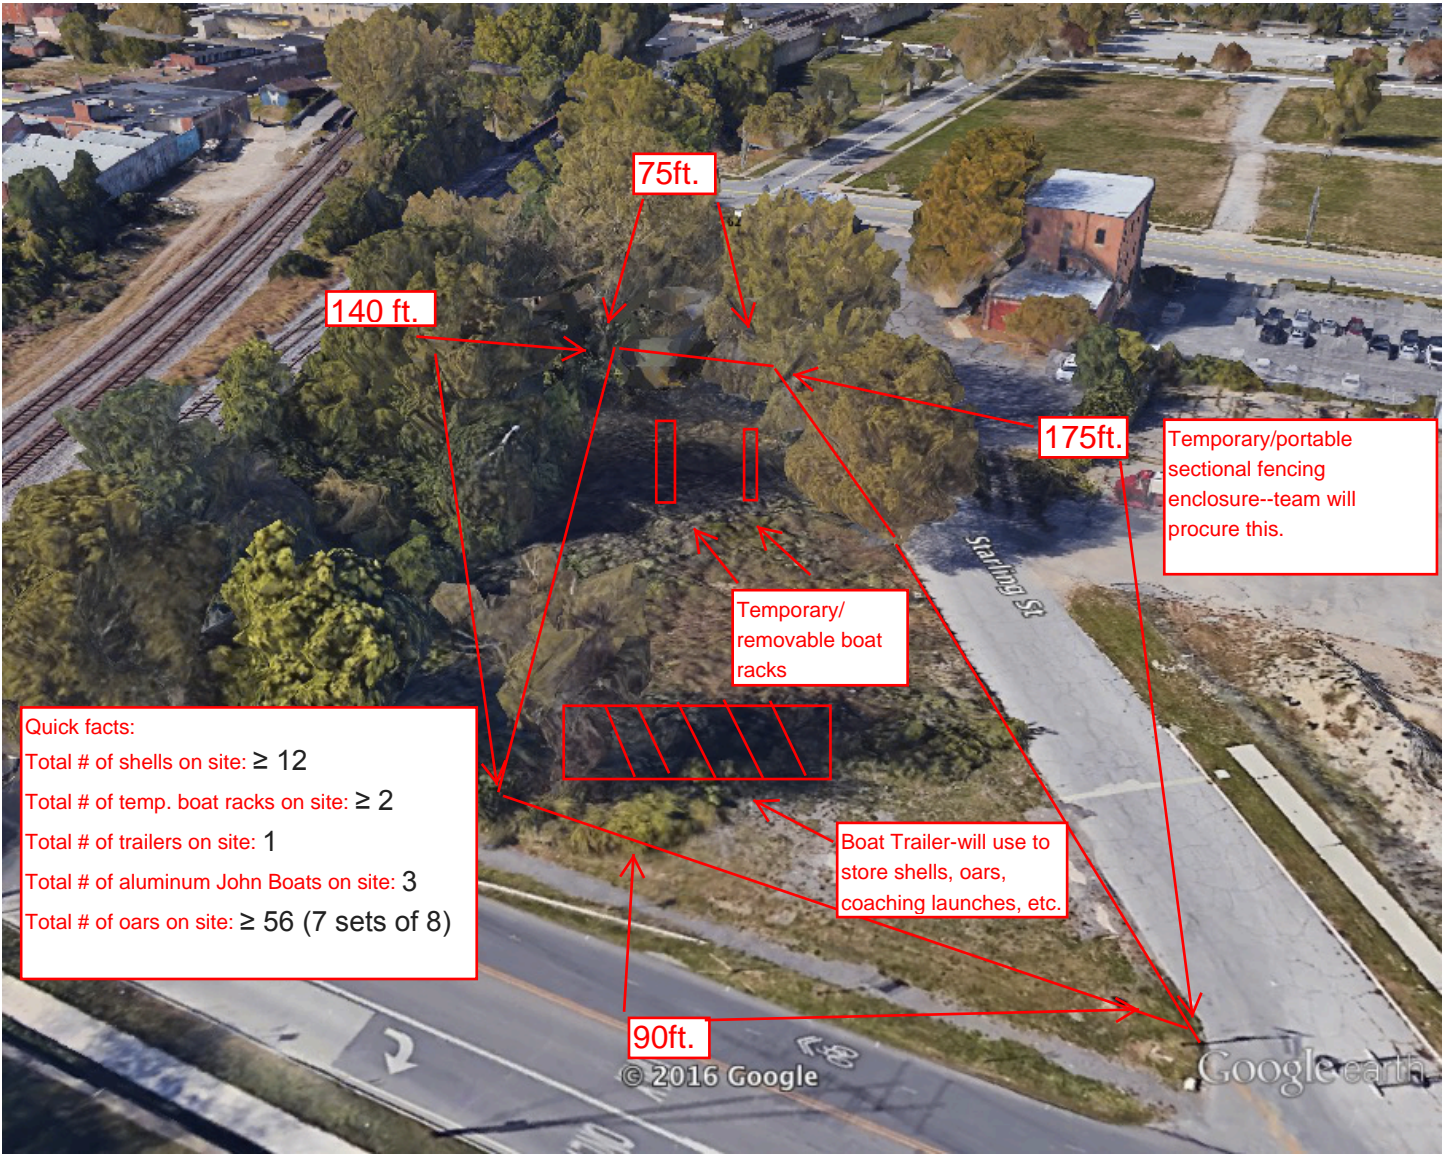 75ft.
140 ft.
175ft.
Temporary/portable
sectional fencing
enclosure--team will
procure this.
Starling St
Temporary/
removable boat
racks
Quick facts:
Total # of shells on site: ≥ 12
Total # of temp. boat racks on site: ≥ 2
Total # of trailers on site: 1
Total # of aluminum John Boats on site: 3
Total # of oars on site: ≥ 56 (7 sets of 8)
Boat Trailer-will use to
store shells, oars,
coaching launches, etc.
90ft.
© 2016 Google
Google earth